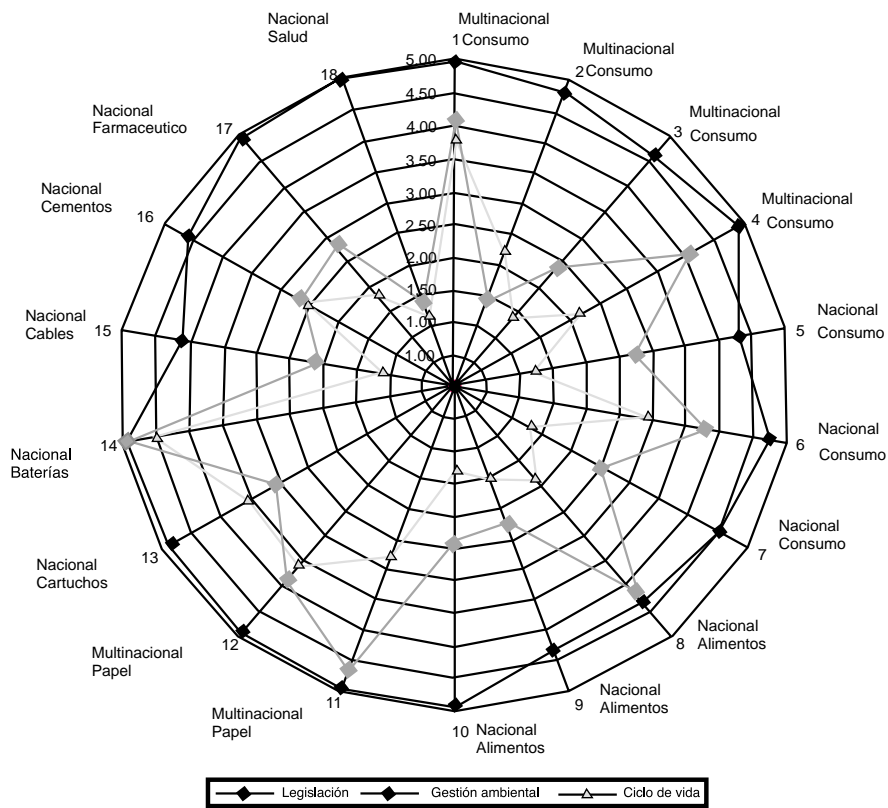 Nacional
Salud
18
Multinacional
1 Consumo
Multinacional
2 Consumo
3
Multinacional
Consumo
4
Multinacional
Consumo
5
Nacional
Consumo
6
Nacional
Consumo
7
Nacional
Consumo
8
Nacional
Alimentos
9
Nacional
Alimentos
10
Nacional
Alimentos
11
Multinacional
Papel
12
Multinacional
Papel
13
Nacional
Cartuchos
14
Nacional
Baterías
15
Nacional
Cables
16
Nacional
Cementos
17
Nacional
Farmaceutico
5.00
4.50
4.00
3.50
3.00
2.50
2.00
1.50
1.00
1.00
Legislación
Gestión ambiental
Ciclo de vida